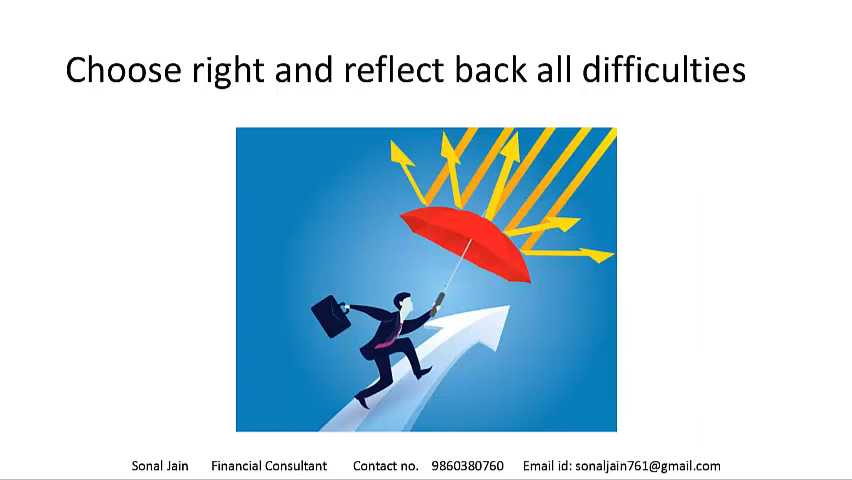 Choose right and reflect back all difficulties
Sonal Jain Financial Consultant Contact no. 9860380760 Email id: sonaljain761@gmail.com